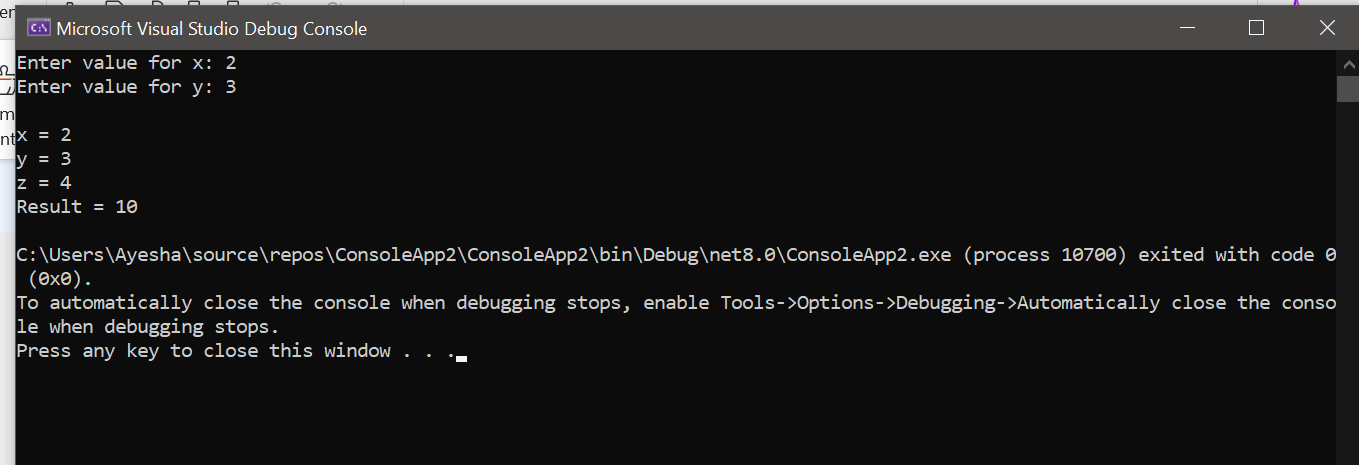 Microsoft Visual Studio Debug Console
Enter value for x: 2
Enter value for y: 3
x = 2
y = 3
z = 4
Result = 10
C:\Users\Ayesha\source\repos\ConsoleApp2\ConsoleApp2\bin\Debug\net8.0\ConsoleApp2.exe (process 10700) exited with code 0
(0x0).
To automatically close the console when debugging stops, enable Tools->Options->Debugging->Automatically close the conso
le when debugging stops.
Press any key to close this window . . .